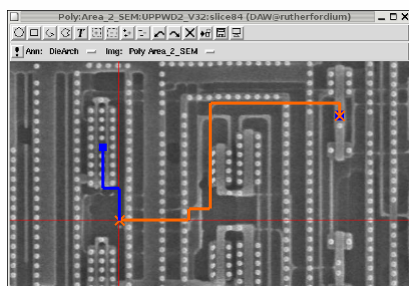 Poly:Area_2_SEM:UPPWD2_V32:slice84 (DAW@rutherfordium)
T
Ann: DieArch Img: Poly Area_2_SEM